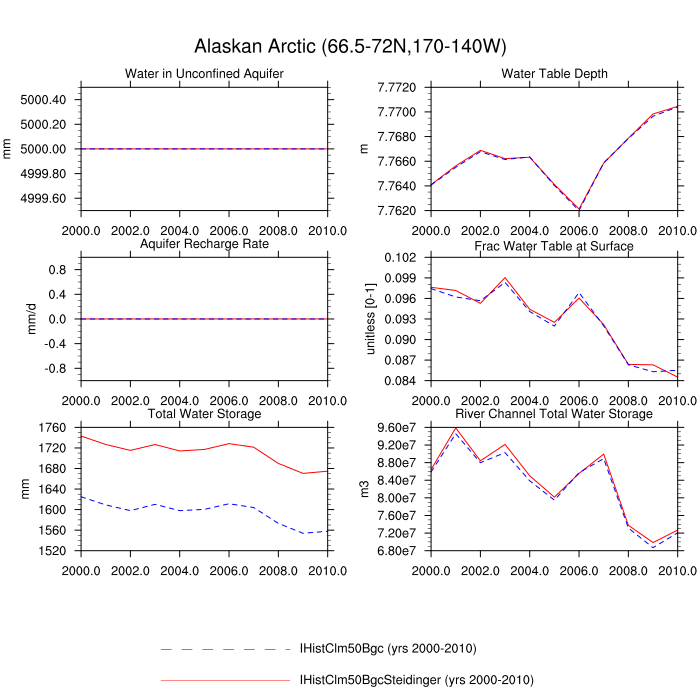 Alaskan Arctic (66.5-72N,170-140W)
Water in Unconfined Aquifer
mm
5000.40
5000.20
5000.00
4999.80
4999.60
2000.0 2002.0 2004.0 2006.0 2008.0 2010.0
Water Table Depth
m
7.7720
7.7700
7.7680
7.7660
7.7640
7.7620
2000.0 2002.0 2004.0 2006.0 2008.0 2010.0
Aquifer Recharge Rate
mm/d
0.8
0.4
0.0
-0.4
-0.8
2000.0 2002.0 2004.0 2006.0 2008.0 2010.0
Frac Water Table at Surface
unitless [0-1]
0.102
0.099
0.096
0.093
0.090
0.087
0.084
2000.0 2002.0 2004.0 2006.0 2008.0 2010.0
Total Water Storage
mm
1760
1720
1680
1640
1600
1560
1520
2000.0 2002.0 2004.0 2006.0 2008.0 2010.0
River Channel Total Water Storage
m3
9.60e7
9.20e7
8.80e7
8.40e7
8.00e7
7.60e7
7.20e7
6.80e7
2000.0 2002.0 2004.0 2006.0 2008.0 2010.0
IHistClm50Bgc (yrs 2000-2010)
IHistClm50BgcSteidinger (yrs 2000-2010)